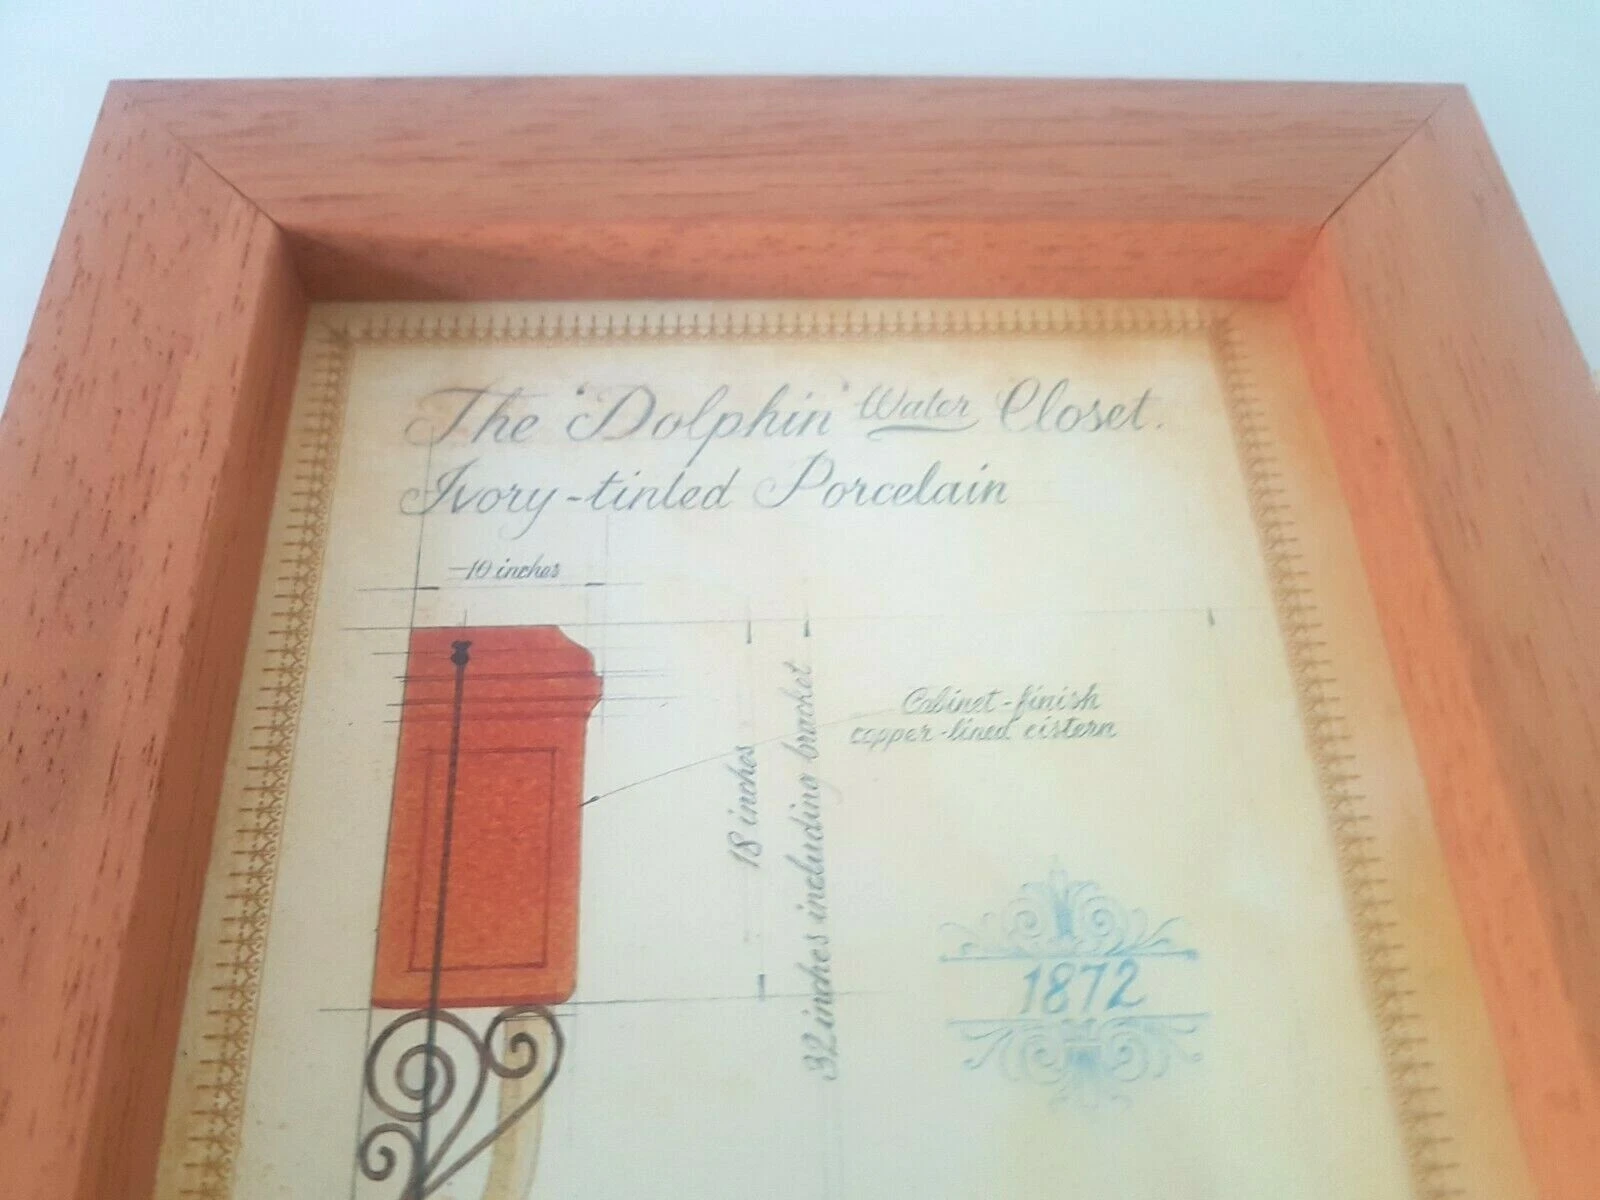 The 'Dolphin' Water Closet.
Ivory-tinted Porcelain
10 inches
18 inches
32 inches including bracket
Cabinet-finish
copper-lined cistern
1872